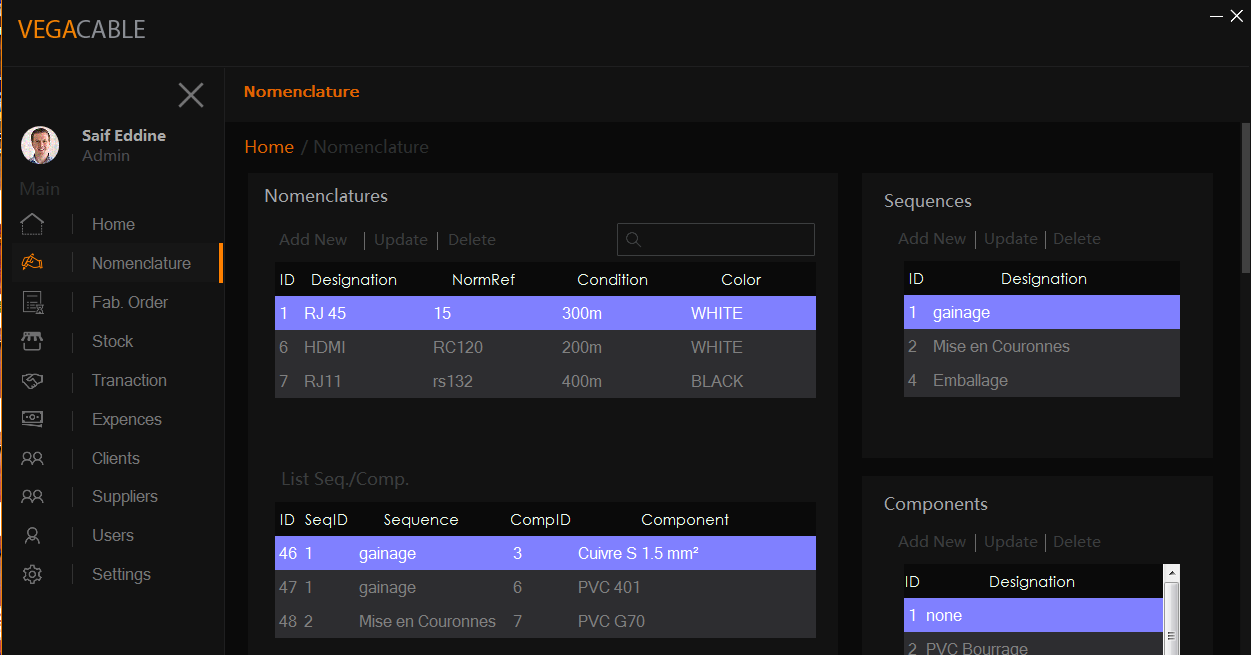 VEGACABLE
Saif Eddine
Admin
Main
Home
Nomenclature
Fab. Order
Stock
Tranaction
Expences
Clients
Suppliers
Users
Settings
Nomenclature
Home / Nomenclature
Nomenclatures
Add New | Update | Delete
ID Designation NormRef Condition Color
1 RJ 45 15 300m WHITE
6 HDMI RC120 200m WHITE
7 RJ11 rs132 400m BLACK
List Seq./Comp.
ID SeqID Sequence CompID Component
46 1 gainage 3 Cuivre S 1.5 mm²
47 1 gainage 6 PVC 401
48 2 Mise en Couronnes 7 PVC G70
Sequences
Add New | Update | Delete
ID Designation
1 gainage
2 Mise en Couronnes
4 Emballage
Components
Add New | Update | Delete
ID Designation
1 none
2 PVC Bourrage